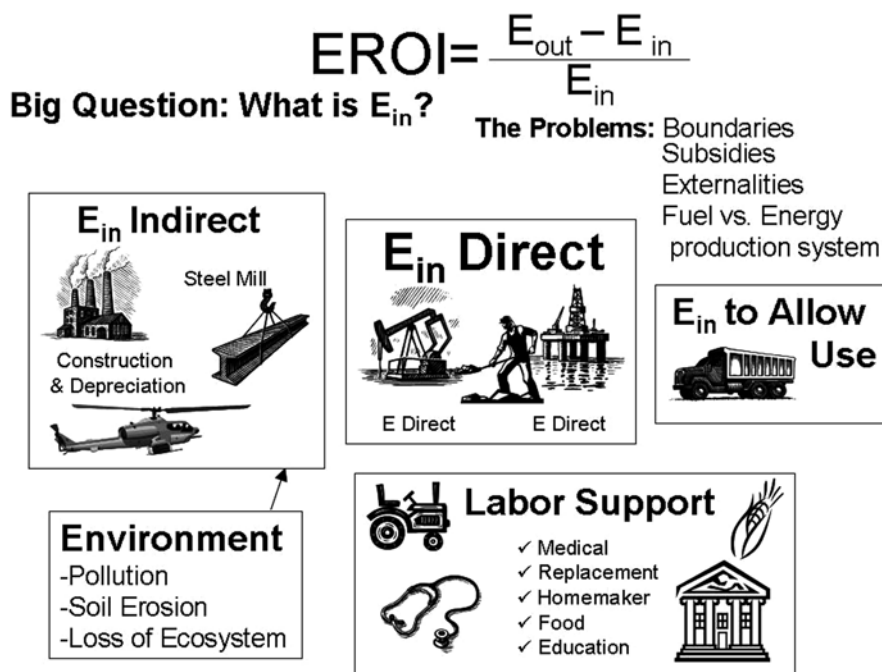 EROI= E_out – E_in / E_in
Big Question: What is E_in?
The Problems: Boundaries
Subsidies
Externalities
Fuel vs. Energy
production system
E_in Indirect
Steel Mill
Construction
& Depreciation
E_in Direct
E Direct
E Direct
E_in to Allow
Use
Environment
-Pollution
-Soil Erosion
-Loss of Ecosystem
Labor Support
✓ Medical
✓ Replacement
✓ Homemaker
✓ Food
✓ Education